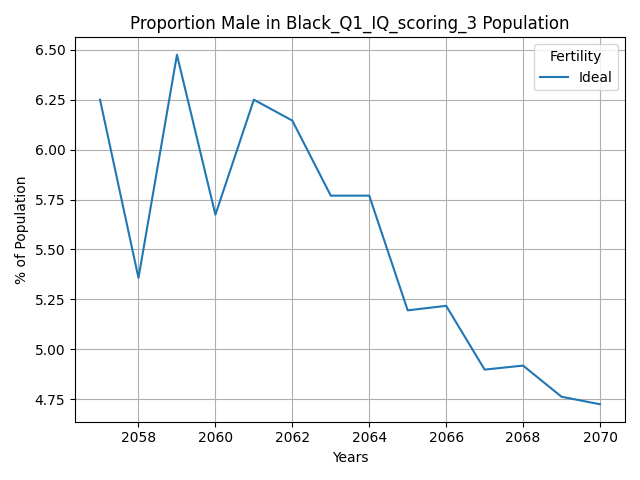 Proportion Male in Black_Q1_IQ_scoring_3 Population
Fertility
Ideal
% of Population
6.50
6.25
6.00
5.75
5.50
5.25
5.00
4.75
2058 2060 2062 2064 2066 2068 2070
Years